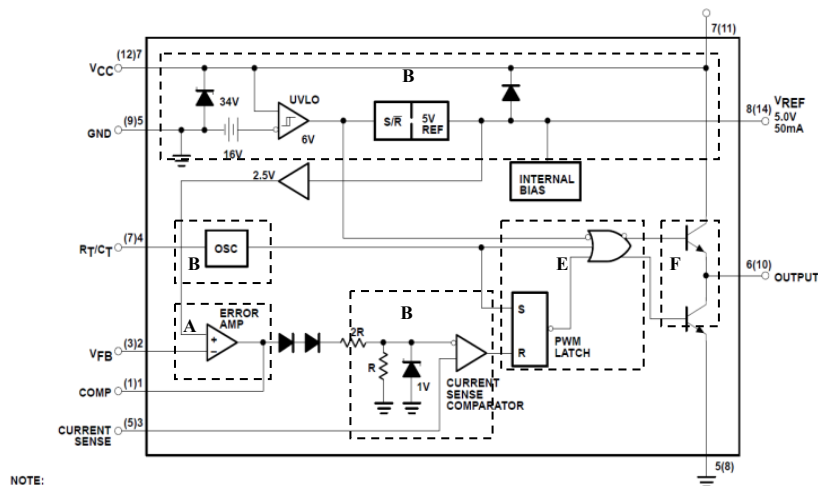 7(11)
(12)7
VCC
B
34V
UVLO
S/R̅
5V
REF
8(14)
VREF
5.0V
50mA
(9)5
GND
16V
6V
2.5V
INTERNAL
BIAS
(7)4
RT/CT
OSC
B
E
F
6(10)
OUTPUT
A
ERROR
AMP
+
−
B
2R
R
1V
S
R
PWM
LATCH
(3)2
VFB
(1)1
COMP
CURRENT
SENSE
COMPARATOR
(5)3
CURRENT
SENSE
5(8)
NOTE: